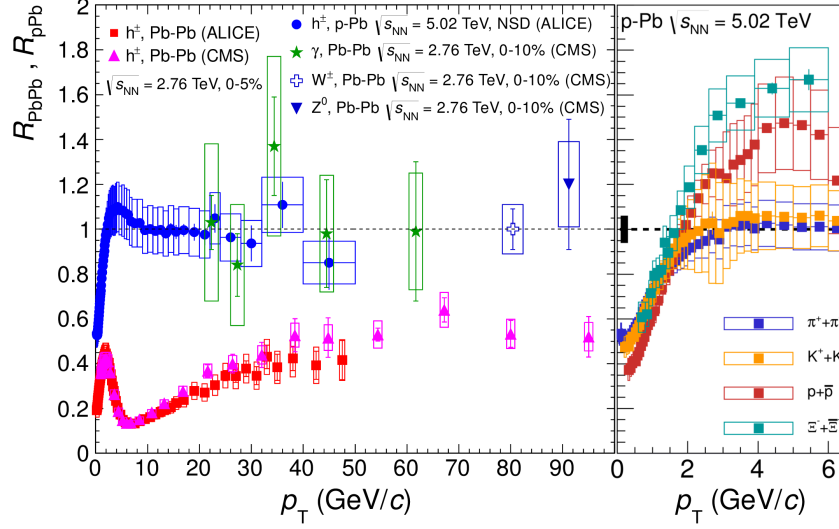 R_PbPb , R_pPb
2
1.8
1.6
1.4
1.2
1
0.8
0.6
0.4
0.2
0
h±, Pb-Pb (ALICE)
h±, Pb-Pb (CMS)
√s_NN = 2.76 TeV, 0-5%
h±, p-Pb √s_NN = 5.02 TeV, NSD (ALICE)
γ, Pb-Pb √s_NN = 2.76 TeV, 0-10% (CMS)
W±, Pb-Pb √s_NN = 2.76 TeV, 0-10% (CMS)
Z⁰, Pb-Pb √s_NN = 2.76 TeV, 0-10% (CMS)
0 10 20 30 40 50 60 70 80 90
p_T (GeV/c)
p-Pb √s_NN = 5.02 TeV
π⁺+π
K⁺+K
p+p̄
Ξ⁻+Ξ̄
0 2 4 6
p_T (GeV/c)